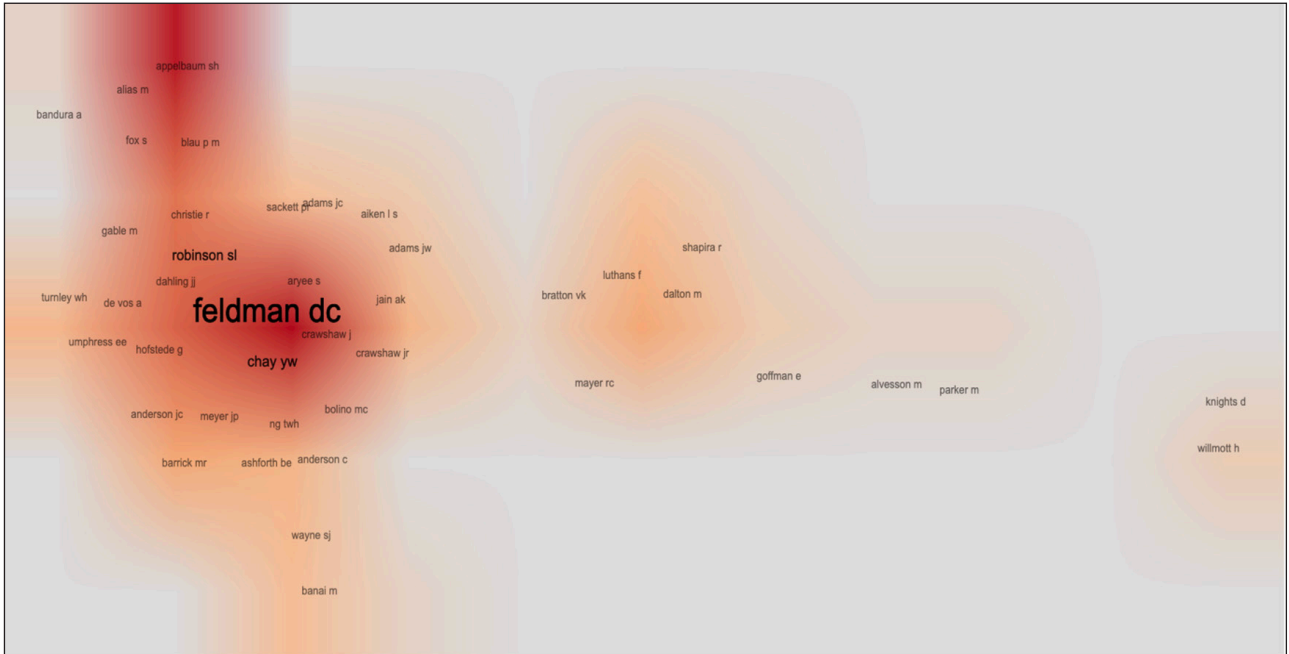 appelbaum sh
alias m
bandura a
fox s
blau p m
sackett pr
adams jc
christie r
aiken l s
gable m
adams jw
shapira r
robinson sl
luthans f
dahling jj
aryee s
turnley wh
de vos a
jain ak
bratton vk
dalton m
feldman dc
crawshaw j
umphress ee
hofstede g
crawshaw jr
chay yw
mayer rc
goffman e
alvesson m
parker m
knights d
anderson jc
meyer jp
bolino mc
ng twh
willmott h
barrick mr
ashforth be
anderson c
wayne sj
banai m